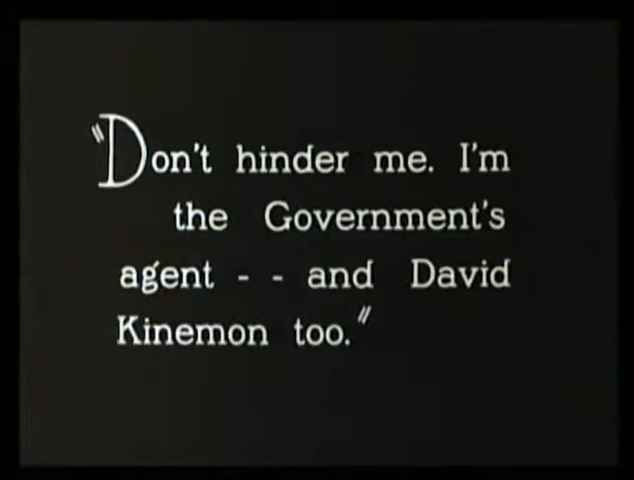 "Don't hinder me. I'm
the Government's
agent - - and David
Kinemon too."